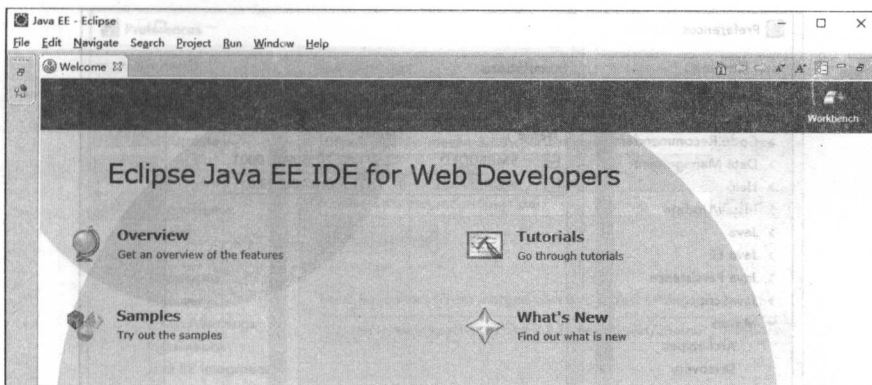 Java EE - Eclipse
File Edit Navigate Search Project Run Window Help
Welcome
Workbench
Eclipse Java EE IDE for Web Developers
Overview
Get an overview of the features
Tutorials
Go through tutorials
Samples
Try out the samples
What's New
Find out what is new